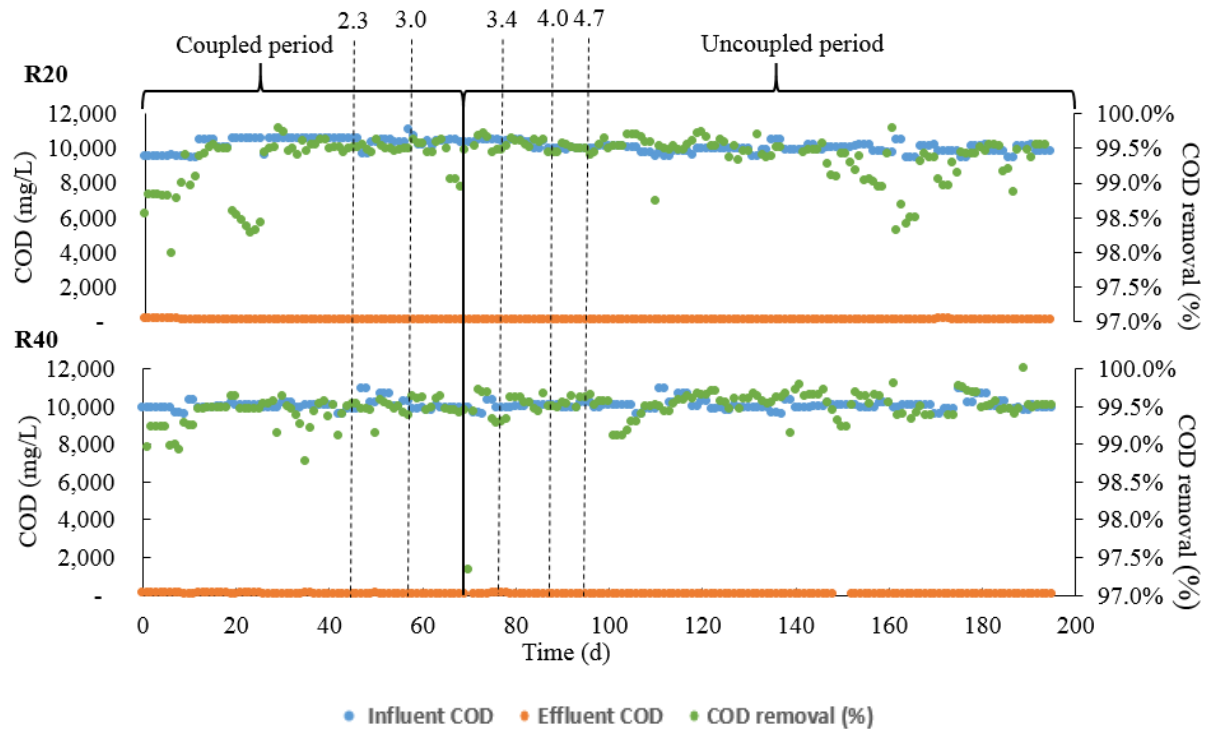 2.3 3.0 3.4 4.0 4.7
Coupled period Uncoupled period
R20
12,000 100.0%
10,000 99.5%
8,000 99.0%
6,000 98.5%
4,000 98.0%
2,000 97.5%
- 97.0%
COD (mg/L)
COD removal (%)
R40
12,000 100.0%
10,000 99.5%
8,000 99.0%
6,000 98.5%
4,000 98.0%
2,000 97.5%
- 97.0%
COD (mg/L)
COD removal (%)
0 20 40 60 80 100 120 140 160 180 200
Time (d)
Influent COD Effluent COD COD removal (%)